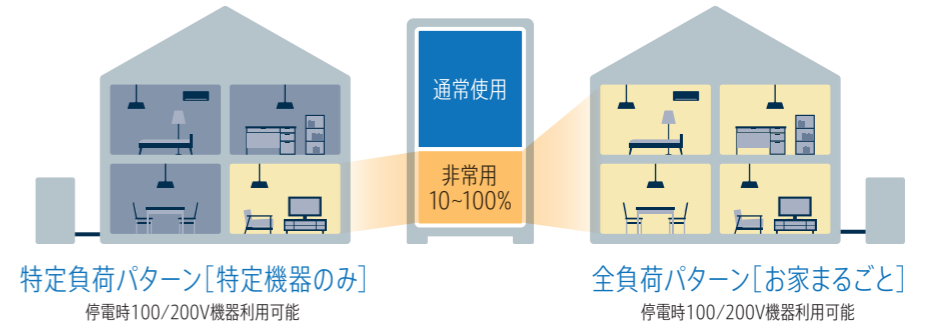 通常使用
非常用
10~100%
特定負荷パターン[特定機器のみ]
停電時100/200V機器利用可能
全負荷パターン[お家まるごと]
停電時100/200V機器利用可能